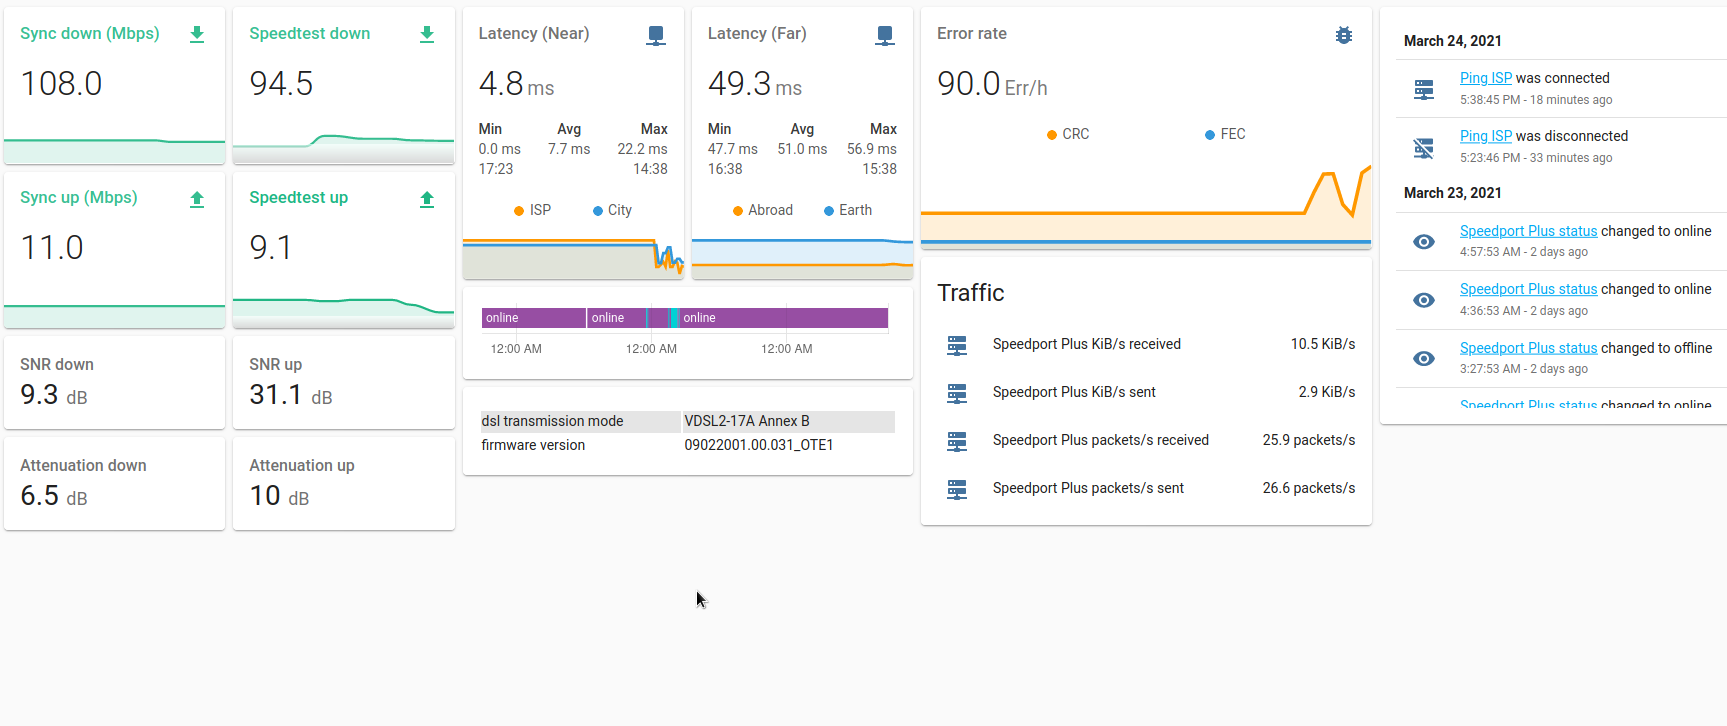 Sync down (Mbps)
108.0
Speedtest down
94.5
Sync up (Mbps)
11.0
Speedtest up
9.1
SNR down
9.3 dB
SNR up
31.1 dB
Attenuation down
6.5 dB
Attenuation up
10 dB
Latency (Near)
4.8 ms
Min Avg Max
0.0 ms 7.7 ms 22.2 ms
17:23 14:38
ISP City
Latency (Far)
49.3 ms
Min Avg Max
47.7 ms 51.0 ms 56.9 ms
16:38 15:38
Abroad Earth
online online online
12:00 AM 12:00 AM 12:00 AM
dsl transmission mode VDSL2-17A Annex B
firmware version 09022001.00.031_OTE1
Error rate
90.0 Err/h
CRC FEC
Traffic
Speedport Plus KiB/s received 10.5 KiB/s
Speedport Plus KiB/s sent 2.9 KiB/s
Speedport Plus packets/s received 25.9 packets/s
Speedport Plus packets/s sent 26.6 packets/s
March 24, 2021
Ping ISP was connected
5:38:45 PM - 18 minutes ago
Ping ISP was disconnected
5:23:46 PM - 33 minutes ago
March 23, 2021
Speedport Plus status changed to online
4:57:53 AM - 2 days ago
Speedport Plus status changed to online
4:36:53 AM - 2 days ago
Speedport Plus status changed to offline
3:27:53 AM - 2 days ago
Speedport Plus status changed to online